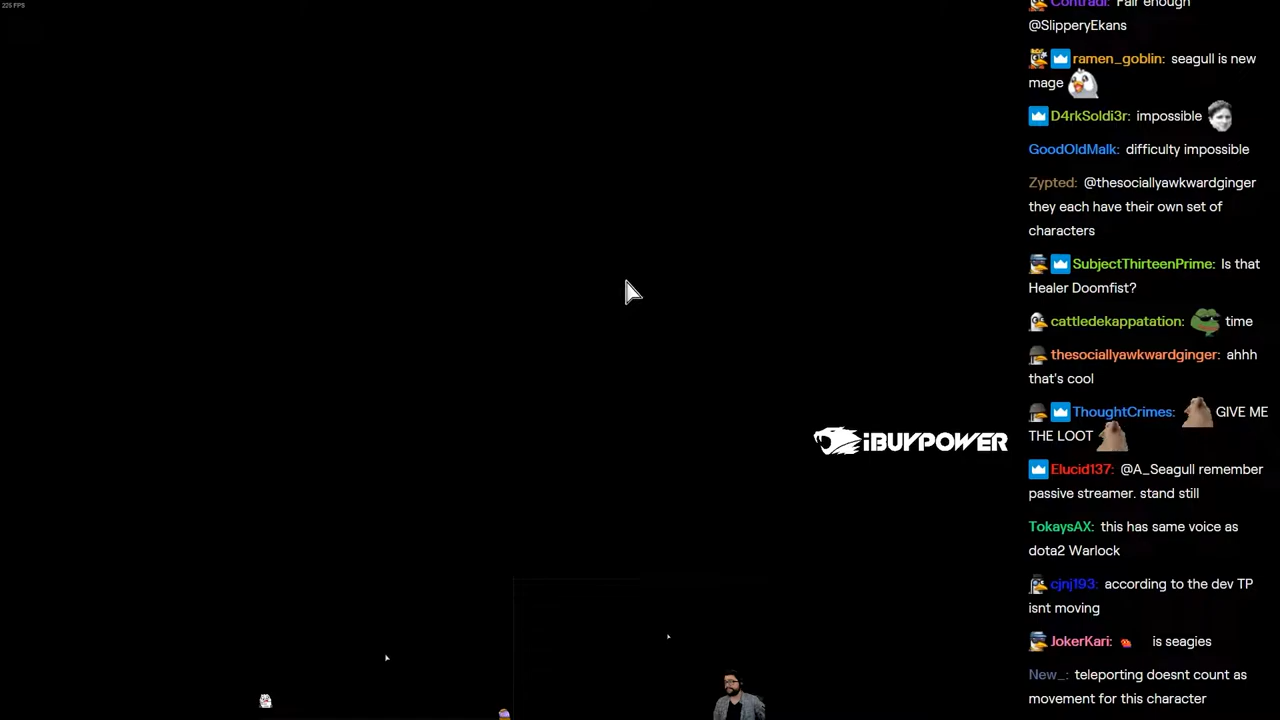 225 FPS
Contradi: Fair enough
@SlipperyEkans
ramen_goblin: seagull is new
mage
D4rkSoldi3r: impossible
GoodOldMalk: difficulty impossible
Zypted: @thesociallyawkwardginger
they each have their own set of
characters
SubjectThirteenPrime: Is that
Healer Doomfist?
cattledekappatation: time
thesociallyawkwardginger: ahhh
that's cool
ThoughtCrimes: GIVE ME
THE LOOT
iBUYPOWER
Elucid137: @A_Seagull remember
passive streamer. stand still
TokaysAX: this has same voice as
dota2 Warlock
cjnj193: according to the dev TP
isnt moving
JokerKari: is seagies
New_: teleporting doesnt count as
movement for this character